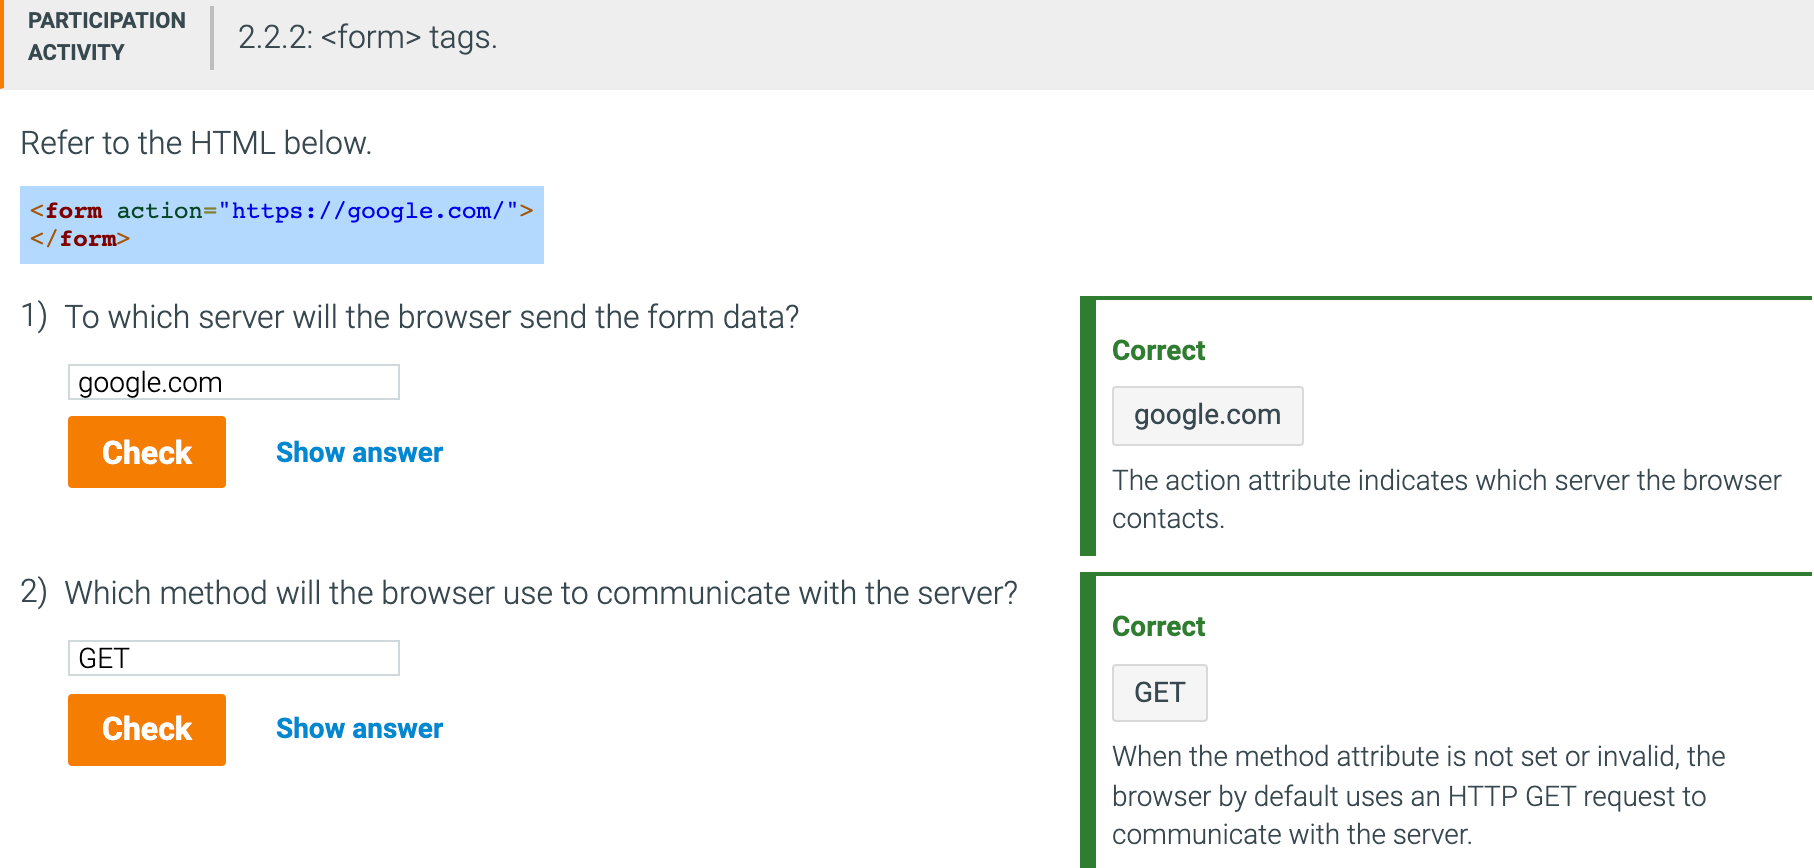 PARTICIPATION
ACTIVITY
2.2.2: <form> tags.
Refer to the HTML below.
<form action="https://google.com/">
</form>
1) To which server will the browser send the form data?
google.com
Check
Show answer
Correct
google.com
The action attribute indicates which server the browser
contacts.
2) Which method will the browser use to communicate with the server?
GET
Check
Show answer
Correct
GET
When the method attribute is not set or invalid, the
browser by default uses an HTTP GET request to
communicate with the server.